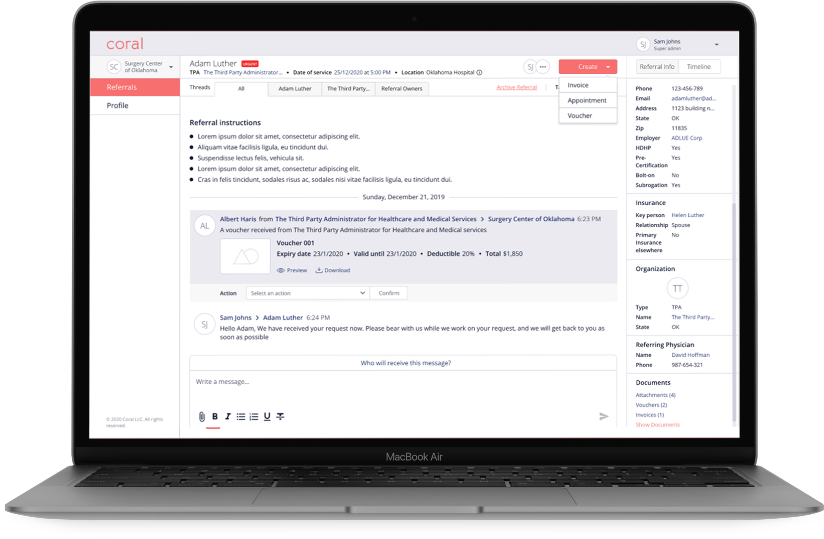 coral
SJ
Sam Johns
Super admin
SC
Surgery Center
of Oklahoma
Adam Luther
URGENT
TPA The Third Party Administrator... • Date of service 25/12/2020 at 5:00 PM • Location Oklahoma Hospital
SJ
Create
Referral Info
Timeline
Referrals
Profile
Threads
All
Adam Luther
The Third Party...
Referral Owners
Archive Referral
T
Invoice
Appointment
Voucher
Referral instructions
Lorem ipsum dolor sit amet, consectetur adipiscing elit.
Aliquam vitae facilisis ligula, eu tincidunt dui.
Suspendisse lectus felis, vehicula sit.
Lorem ipsum dolor sit amet, consectetur adipiscing elit.
Cras in felis tincidunt, sodales risus ac, sodales nisi vitae facilisis ligula, eu tincidunt dui.
Sunday, December 21, 2019
AL
Albert Haris from The Third Party Administrator for Healthcare and Medical Services > Surgery Center of Oklahoma 6:23 PM
A voucher received from The Third Party Administrator for Healthcare and Medical services
Voucher 001
Expiry date 23/1/2020 • Valid until 23/1/2020 • Deductible 20% • Total $1,850
Preview
Download
Action
Select an action
Confirm
SJ
Sam Johns > Adam Luther 6:24 PM
Hello Adam, We have received your request now. Please bear with us while we work on your request, and we will get back to you as
soon as possible
Who will receive this message?
Write a message...
B I U T
© 2020 Coral LLC. All rights
reserved.
Phone 123-456-789
Email adamluther@ad...
Address 1123 building n...
State OK
Zip 11835
Employer ADLUE Corp
HDHP Yes
Pre- Yes
Certification
Bolt-on No
Subrogation Yes
Insurance
Key person Helen Luther
Relationship Spouse
Primary No
Insurance
elsewhere
Organization
TT
Type TPA
Name The Third Party...
State OK
Referring Physician
Name David Hoffman
Phone 987-654-321
Documents
Attachments (4)
Vouchers (2)
Invoices (1)
Show Documents
MacBook Air